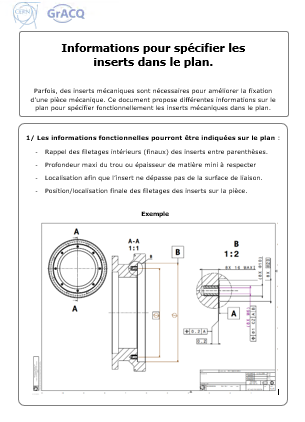 CERN
GrACQ
Informations pour spécifier les
inserts dans le plan.
Parfois, des inserts mécaniques sont nécessaires pour améliorer la fixation
d'une pièce mécanique. Ce document propose différentes informations sur le
plan pour spécifier fonctionnellement les inserts mécaniques dans le plan.
1/ Les informations fonctionnelles pourront être indiquées sur le plan :
- Rappel des filetages intérieurs (finaux) des inserts entre parenthèses.
- Profondeur maxi du trou ou épaisseur de matière mini à respecter
- Localisation afin que l'insert ne dépasse pas de la surface de liaison.
- Position/localisation finale des filetages des inserts sur la pièce.
Exemple
A
A-A
1:1
B
B
1:2
A
A